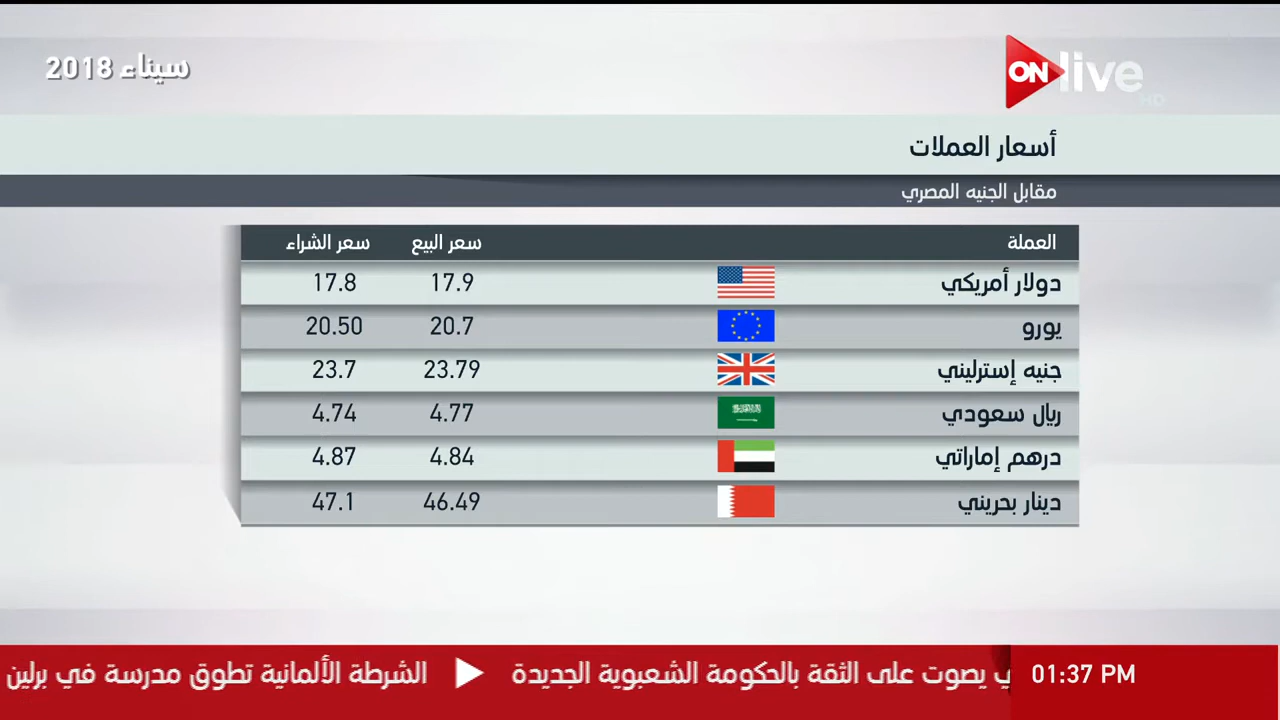 سيناء 2018
ON live
HD
أسعار العملات
مقابل الجنيه المصري
العملة سعر البيع سعر الشراء
دولار أمريكي 17.9 17.8
يورو 20.7 20.50
جنيه إسترليني 23.79 23.7
ريال سعودي 4.77 4.74
درهم إماراتي 4.84 4.87
دينار بحريني 46.49 47.1
01:37 PM
يصوت على الثقة بالحكومة الشعبوية الجديدة الشرطة الألمانية تطوق مدرسة في برلين